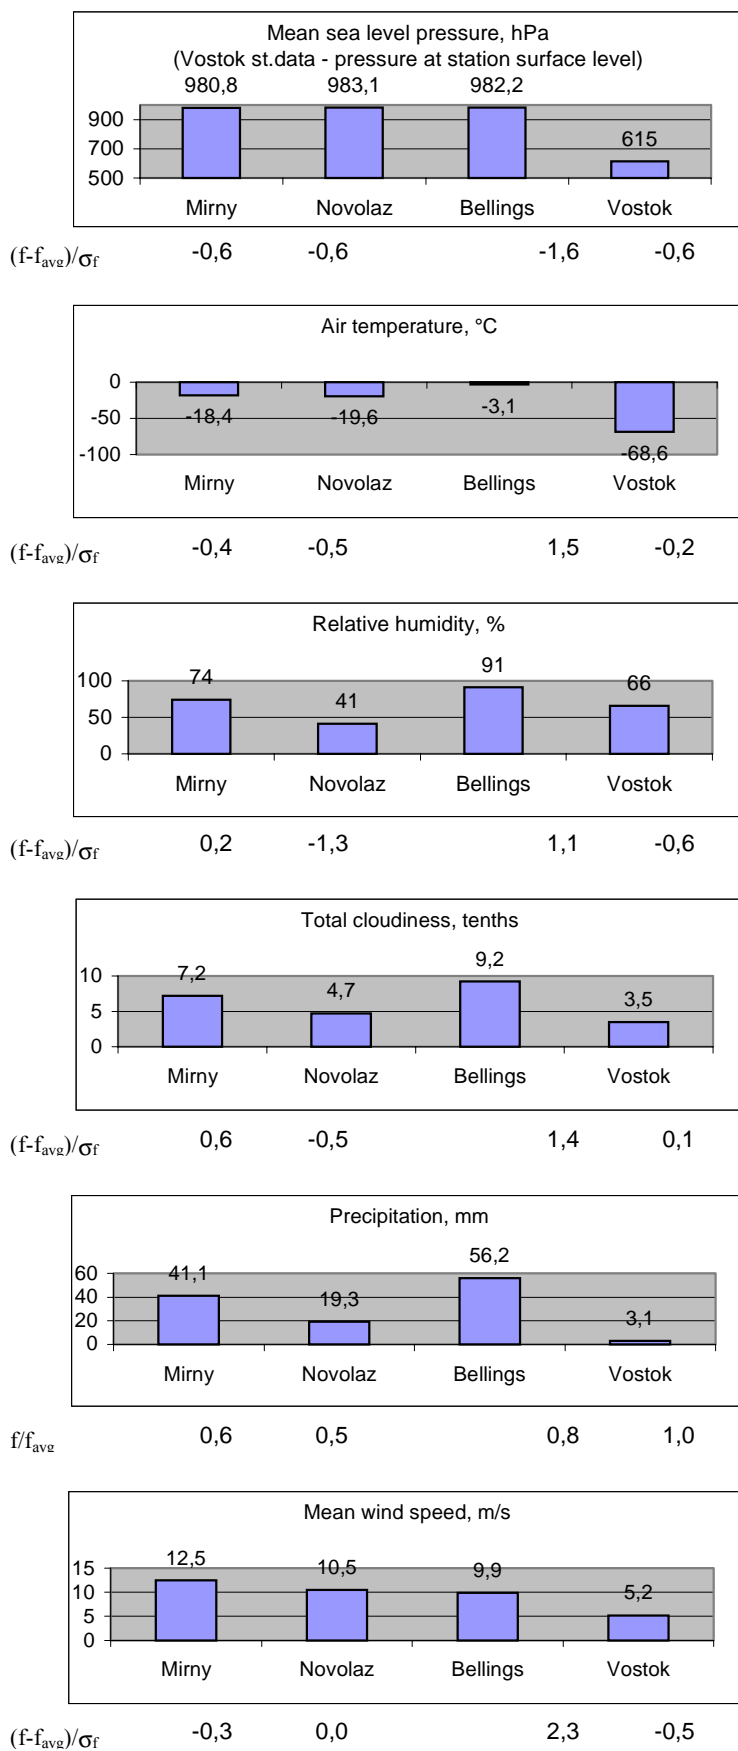 Mean sea level pressure, hPa
(Vostok st.data - pressure at station surface level)
980,8 983,1 982,2
900
700
500
615
Mirny Novolaz Bellings Vostok
(f-favg)/σf -0,6 -0,6 -1,6 -0,6
Air temperature, °C
0
-50
-100
-18,4 -19,6 -3,1 -68,6
Mirny Novolaz Bellings Vostok
(f-favg)/σf -0,4 -0,5 1,5 -0,2
Relative humidity, %
100
50
0
74 41 91 66
Mirny Novolaz Bellings Vostok
(f-favg)/σf 0,2 -1,3 1,1 -0,6
Total cloudiness, tenths
10
5
0
7,2 4,7 9,2 3,5
Mirny Novolaz Bellings Vostok
(f-favg)/σf 0,6 -0,5 1,4 0,1
Precipitation, mm
60
40
20
0
41,1 19,3 56,2 3,1
Mirny Novolaz Bellings Vostok
f/favg 0,6 0,5 0,8 1,0
Mean wind speed, m/s
15
10
5
0
12,5 10,5 9,9 5,2
Mirny Novolaz Bellings Vostok
(f-favg)/σf -0,3 0,0 2,3 -0,5